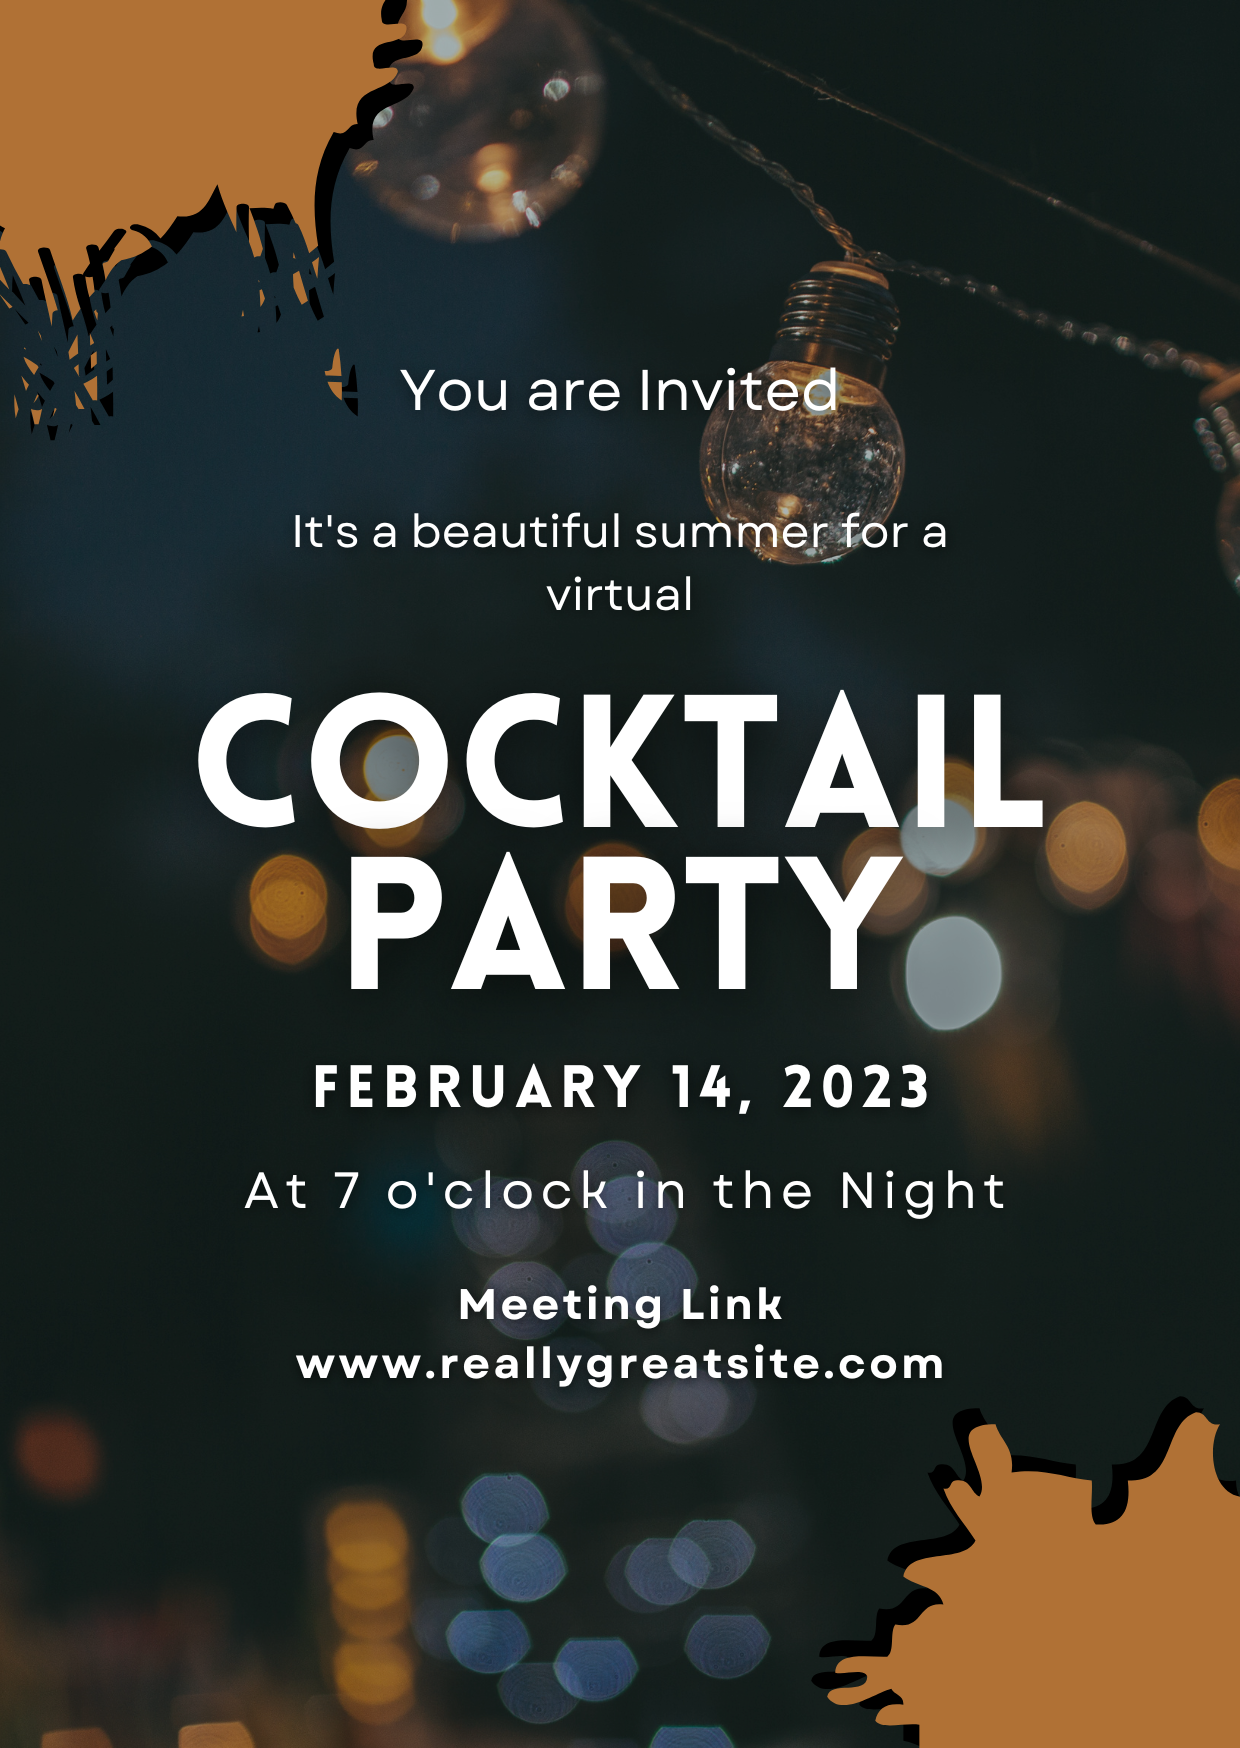 You are Invited
It's a beautiful summer for a
virtual
COCKTAIL
PARTY
FEBRUARY 14, 2023
At 7 o'clock in the Night
Meeting Link
www.reallygreatsite.com